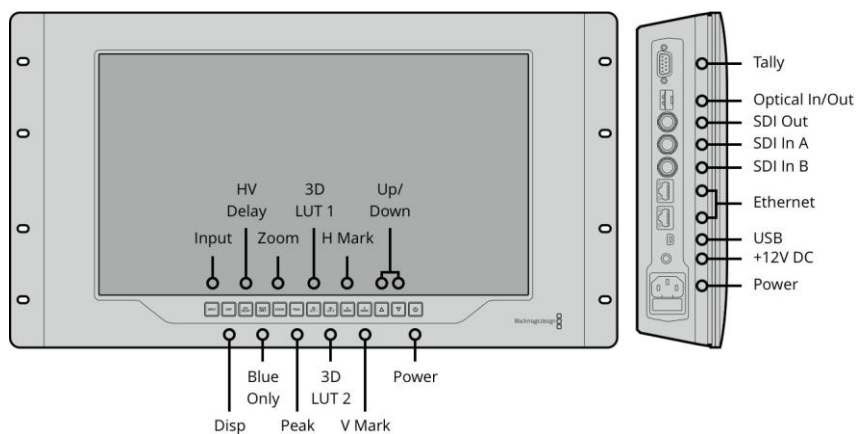 Tally
Optical In/Out
SDI Out
SDI In A
SDI In B
Ethernet
USB
+12V DC
Power
HV
Delay
3D
LUT 1
Up/
Down
Input
Zoom
H Mark
Blackmagicdesign
Blue
Only
3D
LUT 2
Power
Disp
Peak
V Mark